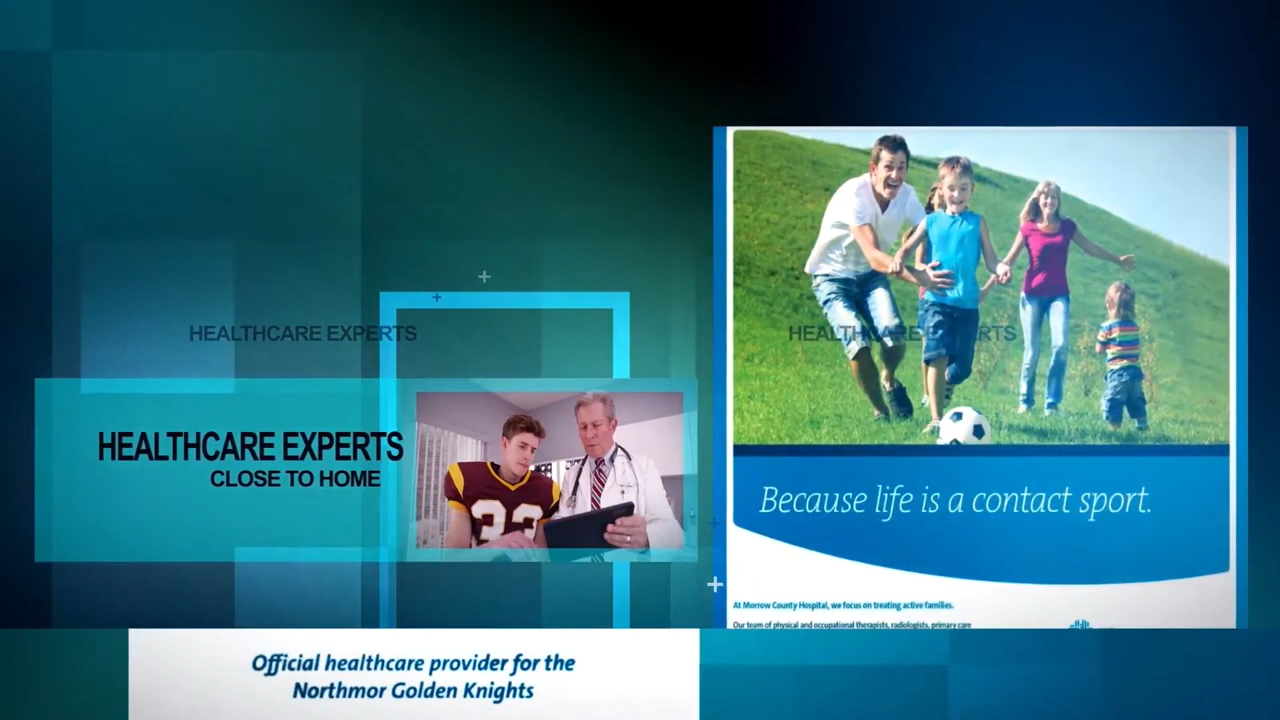 HEALTHCARE EXPERTS
HEALTHCARE EXPERTS
CLOSE TO HOME
33
Official healthcare provider for the
Northmor Golden Knights
HEALTHCARE EXPERTS
Because life is a contact sport.
At Morrow County Hospital, we focus on treating active families.
Our team of physical and occupational therapists, radiologists, primary care